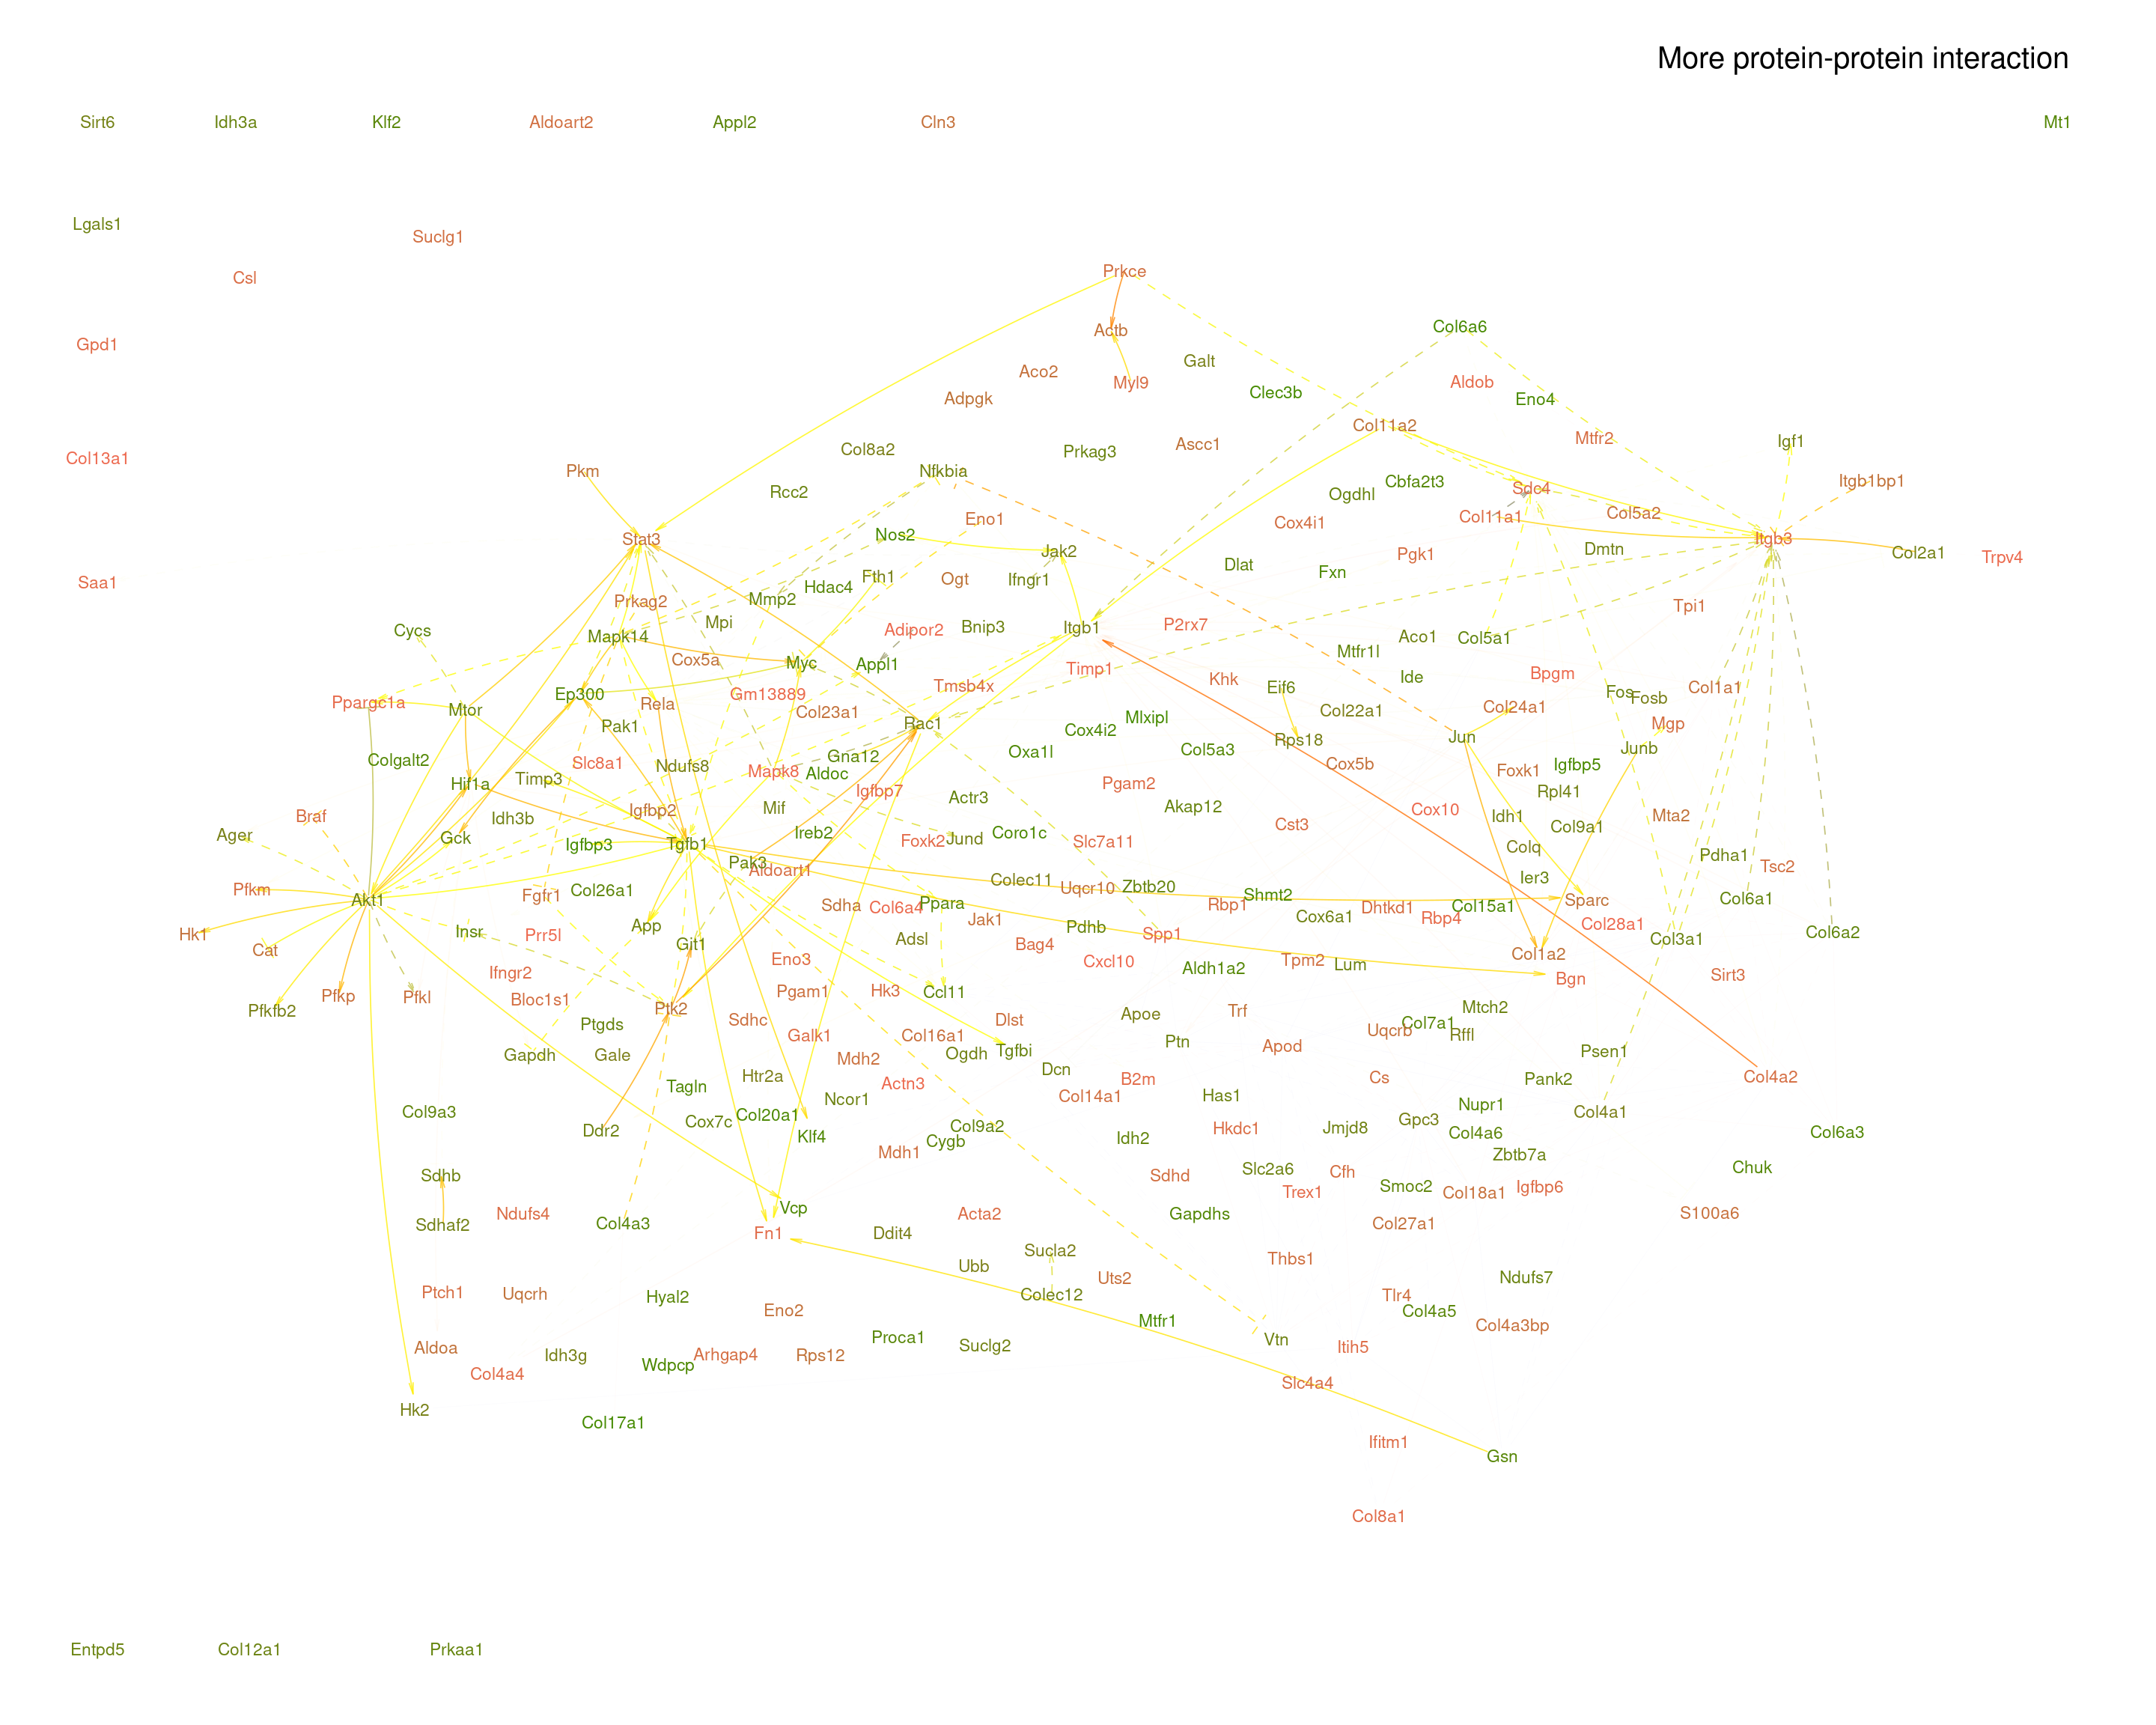 More protein-protein interaction
Sirt6 Idh3a Klf2 Aldoart2 Appl2 Cln3 Mt1
Lgals1 Suclg1
Csl Prkce
Gpd1 Actb Col6a6
Galt Aco2 Myl9 Aldob
Adpgk Clec3b Eno4
Col11a2 Mtfr2 Igf1
Col13a1 Col8a2 Prkag3 Ascc1
Pkm Nfkbia Cbfa2t3 Itgb1bp1
Rcc2 Ogdhl Sdc4
Eno1 Cox4i1 Col11a1 Col5a2
Stat3 Nos2 Jak2 Pgk1 Dmtn Itgb3 Col2a1 Trpv4
Saa1 Hdac4 Fth1 Ogt Ifngr1 Dlat Fxn
Prkag2 Mmp2 Tpi1
Cycs Mapk14 Mpi Adipor2 Bnip3 Itgb1 P2rx7 Aco1 Col5a1
Cox5a Myc Appl1 Timp1 Mtfr1l
Ppargc1a Mtor Ep300 Rela Gm13889 Tmsb4x Khk Eif6 Ide Bpgm Fos Fosb Col1a1
Pak1 Col23a1 Rac1 Mlxipl Col22a1 Col24a1 Mgp
Colgalt2 Gna12 Oxa1l Cox4i2 Col5a3 Rps18 Jun Junb
Hif1a Timp3 Slc8a1 Ndufs8 Mapk8 Aldoc Cox5b Foxk1 Igfbp5
Igfbp7 Actr3 Pgam2 Akap12 Rpl41
Braf Idh3b Igfbp2 Mif Cox10 Idh1 Mta2
Ager Gck Igfbp3 Tgfb1 Ireb2 Foxk2 Jund Coro1c Slc7a11 Cst3 Col9a1
Pak3 Aldoart1 Colq Pdha1 Tsc2
Pfkm Akt1 Fgfr1 Col26a1 Colec11 Uqcr10 Zbtb20 Shmt2 Ier3
Sdha Col6a4 Ppara Rbp1 Dhtkd1 Col15a1 Sparc Col6a1
Hk1 Cat Insr Prr5l App Git1 Adsl Jak1 Bag4 Pdhb Spp1 Cox6a1 Rbp4 Col28a1 Col3a1 Col6a2
Ifngr2 Eno3 Cxcl10 Aldh1a2 Tpm2 Lum Col1a2
Pfkp Pfkl Bloc1s1 Pgam1 Hk3 Ccl11 Bgn Sirt3
Pfkfb2 Ptgds Ptk2 Sdhc Dlst Apoe Trf Mtch2
Gapdh Gale Galk1 Col16a1 Ptn Apod Uqcrb Col7a1 Rffl
Mdh2 Ogdh Tgfbi Psen1
Tagln Htr2a Actn3 Dcn B2m Cs Pank2 Col4a2
Col9a3 Col20a1 Ncor1 Col14a1 Has1 Nupr1 Col4a1
Ddr2 Cox7c Klf4 Col9a2 Cygb Idh2 Hkdc1 Jmjd8 Gpc3 Col4a6 Col6a3
Mdh1 Zbtb7a
Sdhb Sdhd Slc2a6 Cfh Chuk
Vcp Trex1 Smoc2 Col18a1 Igfbp6
Sdhaf2 Ndufs4 Col4a3 Fn1 Acta2 Gapdhs Col27a1 S100a6
Ddit4 Sucla2 Thbs1
Ubb Uts2 Ndufs7
Ptch1 Uqcrh Hyal2 Eno2 Colec12 Tlr4 Col4a5
Mtfr1 Col4a3bp
Aldoa Idh3g Arhgap4 Rps12 Proca1 Suclg2 Vtn Itih5
Col4a4 Wdpcp Slc4a4
Hk2 Col17a1
Ifitm1 Gsn
Col8a1
Entpd5 Col12a1 Prkaa1